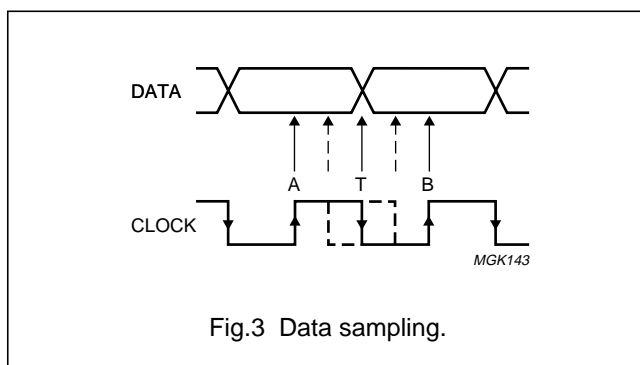 DATA
A T B
CLOCK
MGK143
Fig.3 Data sampling.